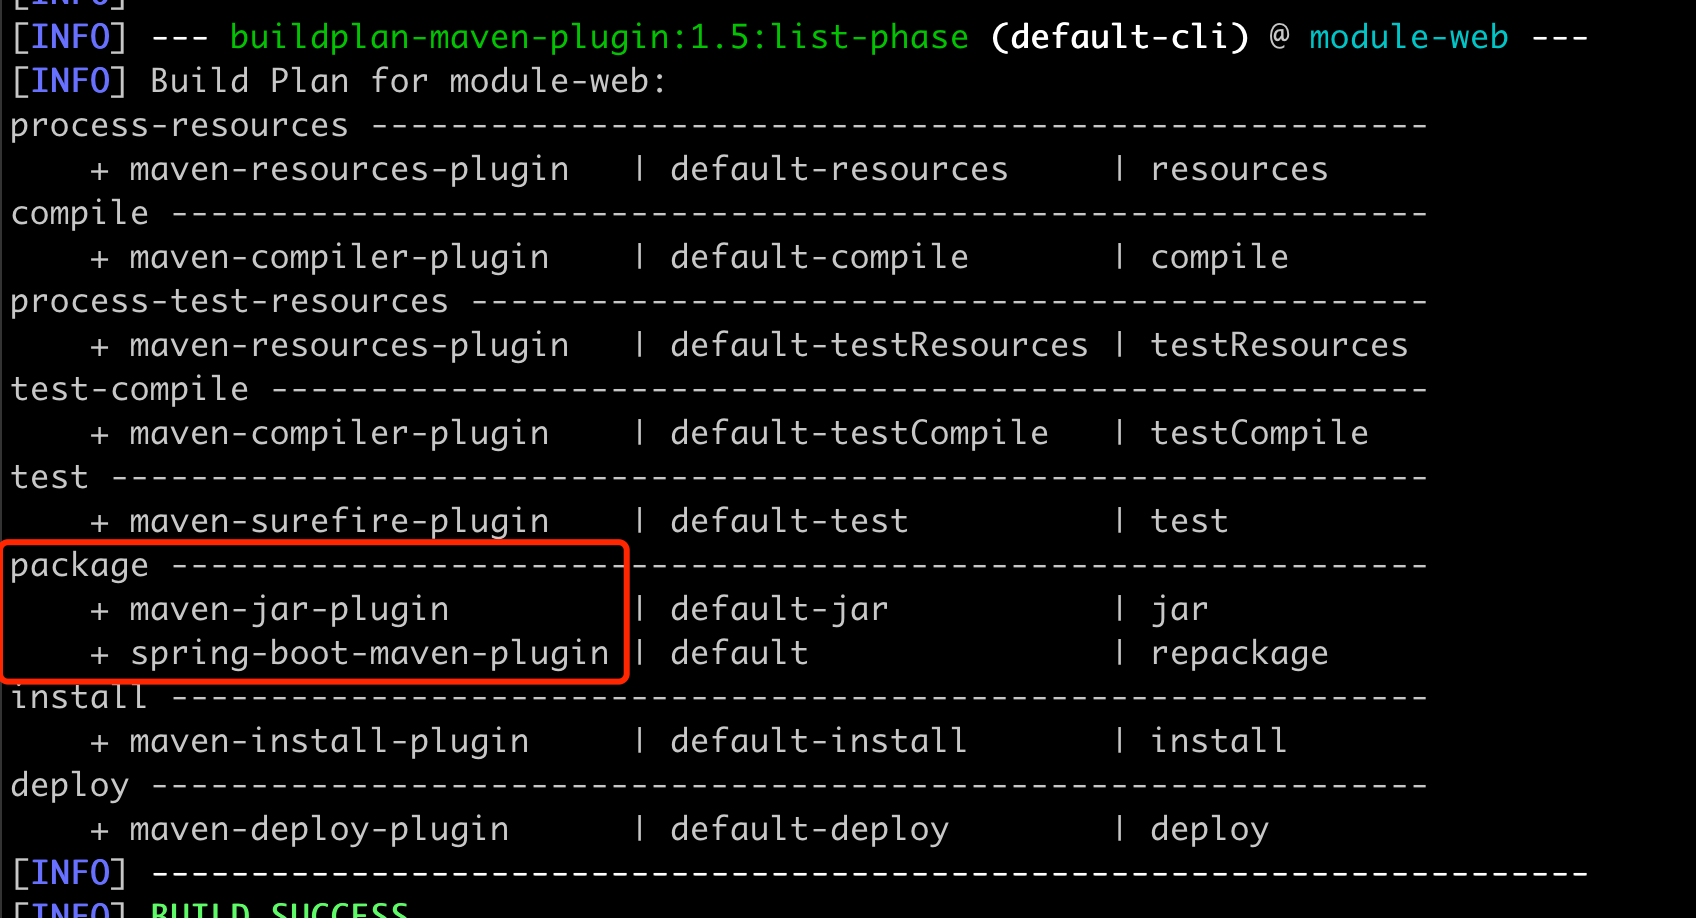 [INFO]
[INFO] --- buildplan-maven-plugin:1.5:list-phase (default-cli) @ module-web ---
[INFO] Build Plan for module-web:
process-resources -----------------------------------------------------
    + maven-resources-plugin   | default-resources     | resources
compile ---------------------------------------------------------------
    + maven-compiler-plugin    | default-compile       | compile
process-test-resources ------------------------------------------------
    + maven-resources-plugin   | default-testResources | testResources
test-compile ----------------------------------------------------------
    + maven-compiler-plugin    | default-testCompile   | testCompile
test ------------------------------------------------------------------
    + maven-surefire-plugin    | default-test          | test
package ---------------------------------------------------------------
    + maven-jar-plugin         | default-jar           | jar
    + spring-boot-maven-plugin | default               | repackage
install ---------------------------------------------------------------
    + maven-install-plugin     | default-install       | install
deploy ----------------------------------------------------------------
    + maven-deploy-plugin      | default-deploy        | deploy
[INFO] ------------------------------------------------------------------------
[INFO] BUILD SUCCESS